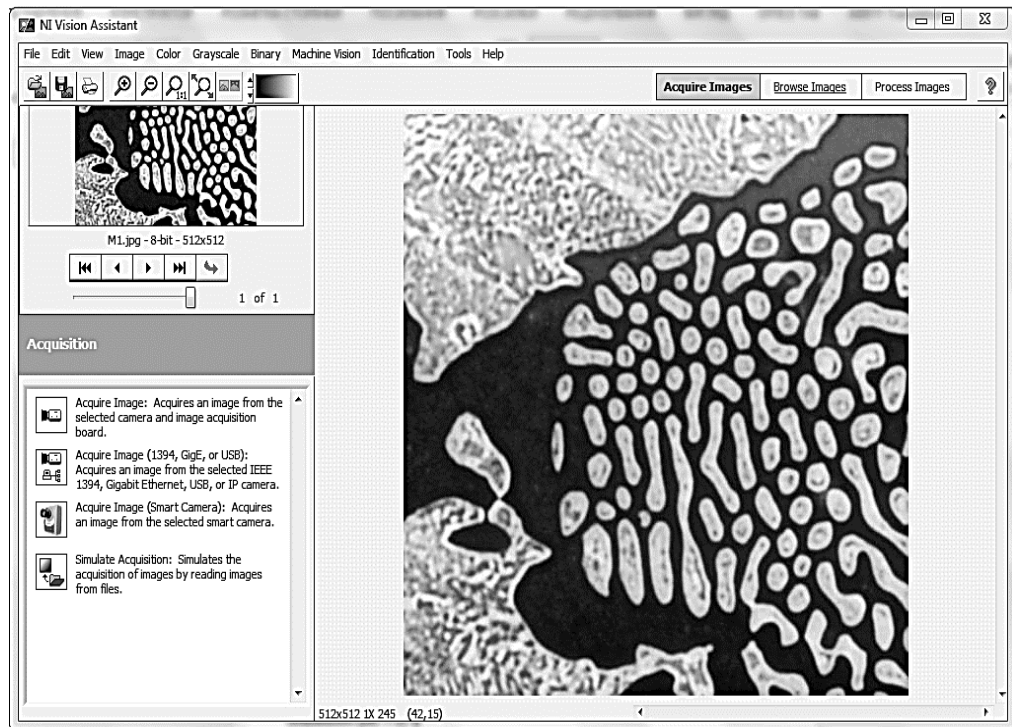 NI Vision Assistant
File Edit View Image Color Grayscale Binary Machine Vision Identification Tools Help
1:1
Acquire Images Browse Images Process Images
M1.jpg - 8-bit - 512x512
1 of 1
Acquisition
Acquire Image: Acquires an image from the
selected camera and image acquisition
board.
Acquire Image (1394, GigE, or USB):
Acquires an image from the selected IEEE
1394, Gigabit Ethernet, USB, or IP camera.
Acquire Image (Smart Camera): Acquires
an image from the selected smart camera.
Simulate Acquisition: Simulates the
acquisition of images by reading images
from files.
512x512 1X 245 (42,15)